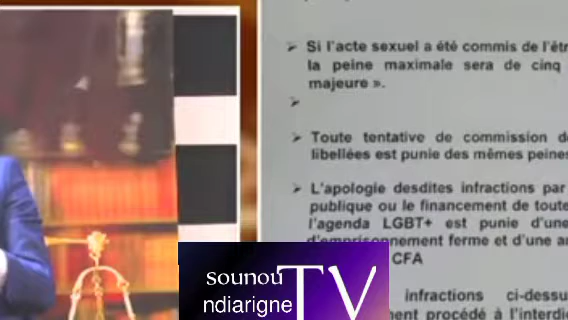 Si l'acte sexuel a été commis de l'êtr
la peine maximale sera de cinq
majeure ».
Toute tentative de commission de
libellées est punie des mêmes peines
L'apologie desdites infractions par
publique ou le financement de toute
l'agenda LGBT+ est punie d'une
d'emprisonnement ferme et d'une am
CFA
infractions ci-dessu
ment procédé à l'interdi
sounou
ndiarigne
TV